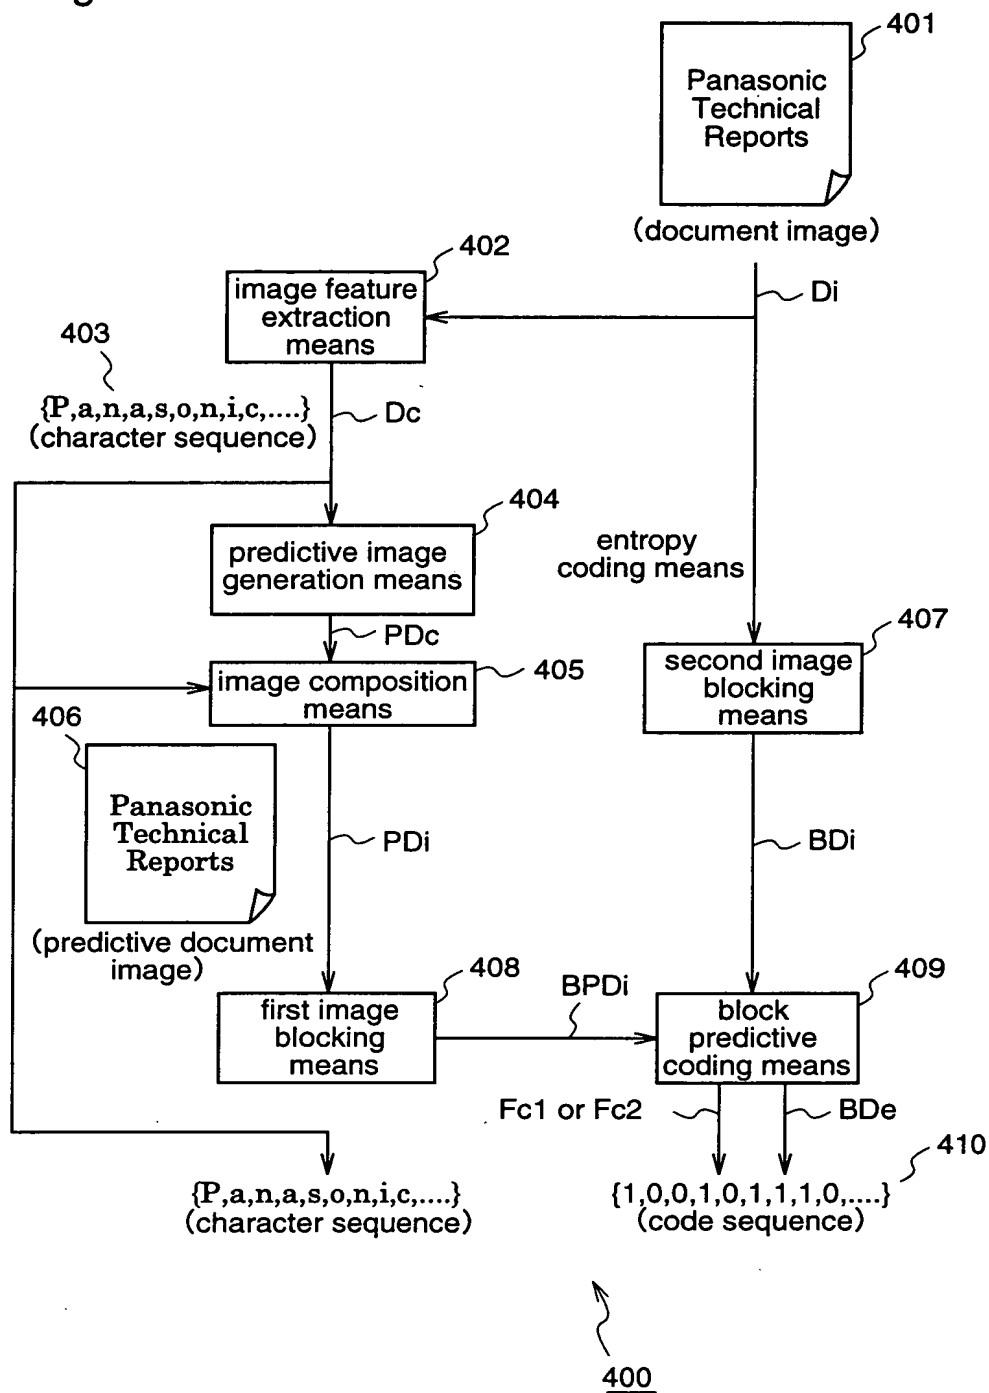 401
Panasonic
Technical
Reports
(document image)
402
image feature
extraction
means
Di
403
{P,a,n,a,s,o,n,i,c,....}
(character sequence)
Dc
404
predictive image
generation means
entropy
coding means
PDc
407
405
image composition
means
second image
blocking
means
406
Panasonic
Technical
Reports
PDi
BDi
(predictive document
image)
408
BPDi
409
first image
blocking
means
block
predictive
coding means
Fc1 or Fc2
BDe
410
{P,a,n,a,s,o,n,i,c,....}
(character sequence)
{1,0,0,1,0,1,1,1,0,....}
(code sequence)
400